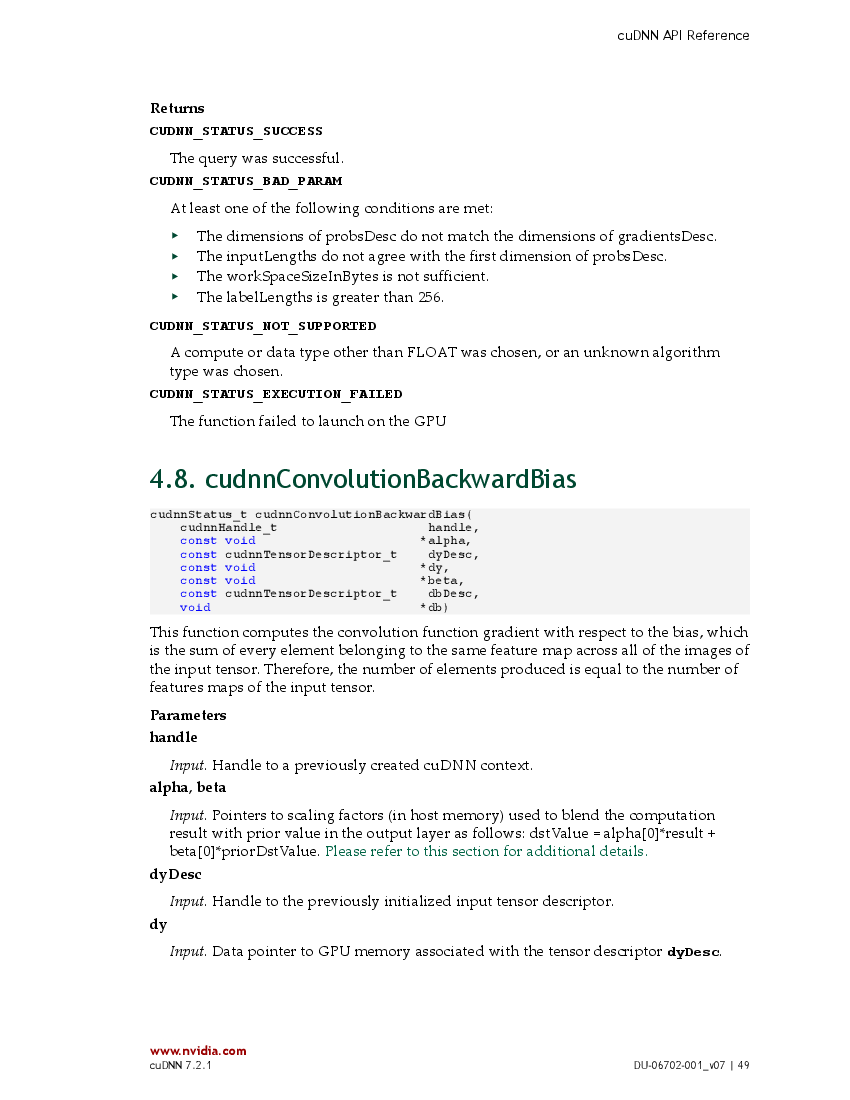 cuDNN API Reference
Returns
CUDNN_STATUS_SUCCESS
The query was successful.
CUDNN_STATUS_BAD_PARAM
At least one of the following conditions are met:
▸ The dimensions of probsDesc do not match the dimensions of gradientsDesc.
▸ The inputLengths do not agree with the first dimension of probsDesc.
▸ The workSpaceSizeInBytes is not sufficient.
▸ The labelLengths is greater than 256.
CUDNN_STATUS_NOT_SUPPORTED
A compute or data type other than FLOAT was chosen, or an unknown algorithm
type was chosen.
CUDNN_STATUS_EXECUTION_FAILED
The function failed to launch on the GPU
4.8. cudnnConvolutionBackwardBias
cudnnStatus_t cudnnConvolutionBackwardBias(
cudnnHandle_t handle,
const void *alpha,
const cudnnTensorDescriptor_t dyDesc,
const void *dy,
const void *beta,
const cudnnTensorDescriptor_t dbDesc,
void *db)
This function computes the convolution function gradient with respect to the bias, which
is the sum of every element belonging to the same feature map across all of the images of
the input tensor. Therefore, the number of elements produced is equal to the number of
features maps of the input tensor.
Parameters
handle
Input. Handle to a previously created cuDNN context.
alpha, beta
Input. Pointers to scaling factors (in host memory) used to blend the computation
result with prior value in the output layer as follows: dstValue = alpha[0]*result +
beta[0]*priorDstValue. Please refer to this section for additional details.
dyDesc
Input. Handle to the previously initialized input tensor descriptor.
dy
Input. Data pointer to GPU memory associated with the tensor descriptor dyDesc.
www.nvidia.com
cuDNN 7.2.1 DU-06702-001_v07 | 49